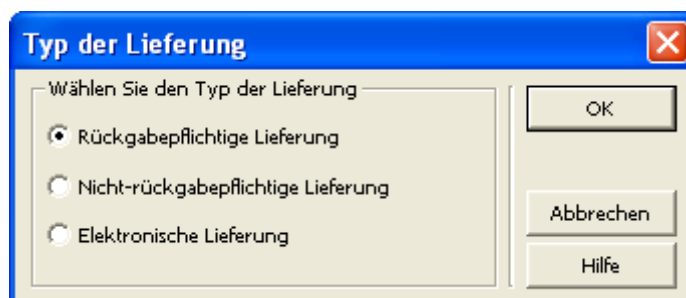 Typ der Lieferung
Wählen Sie den Typ der Lieferung
Rückgabepflichtige Lieferung
Nicht-rückgabepflichtige Lieferung
Elektronische Lieferung
OK
Abbrechen
Hilfe